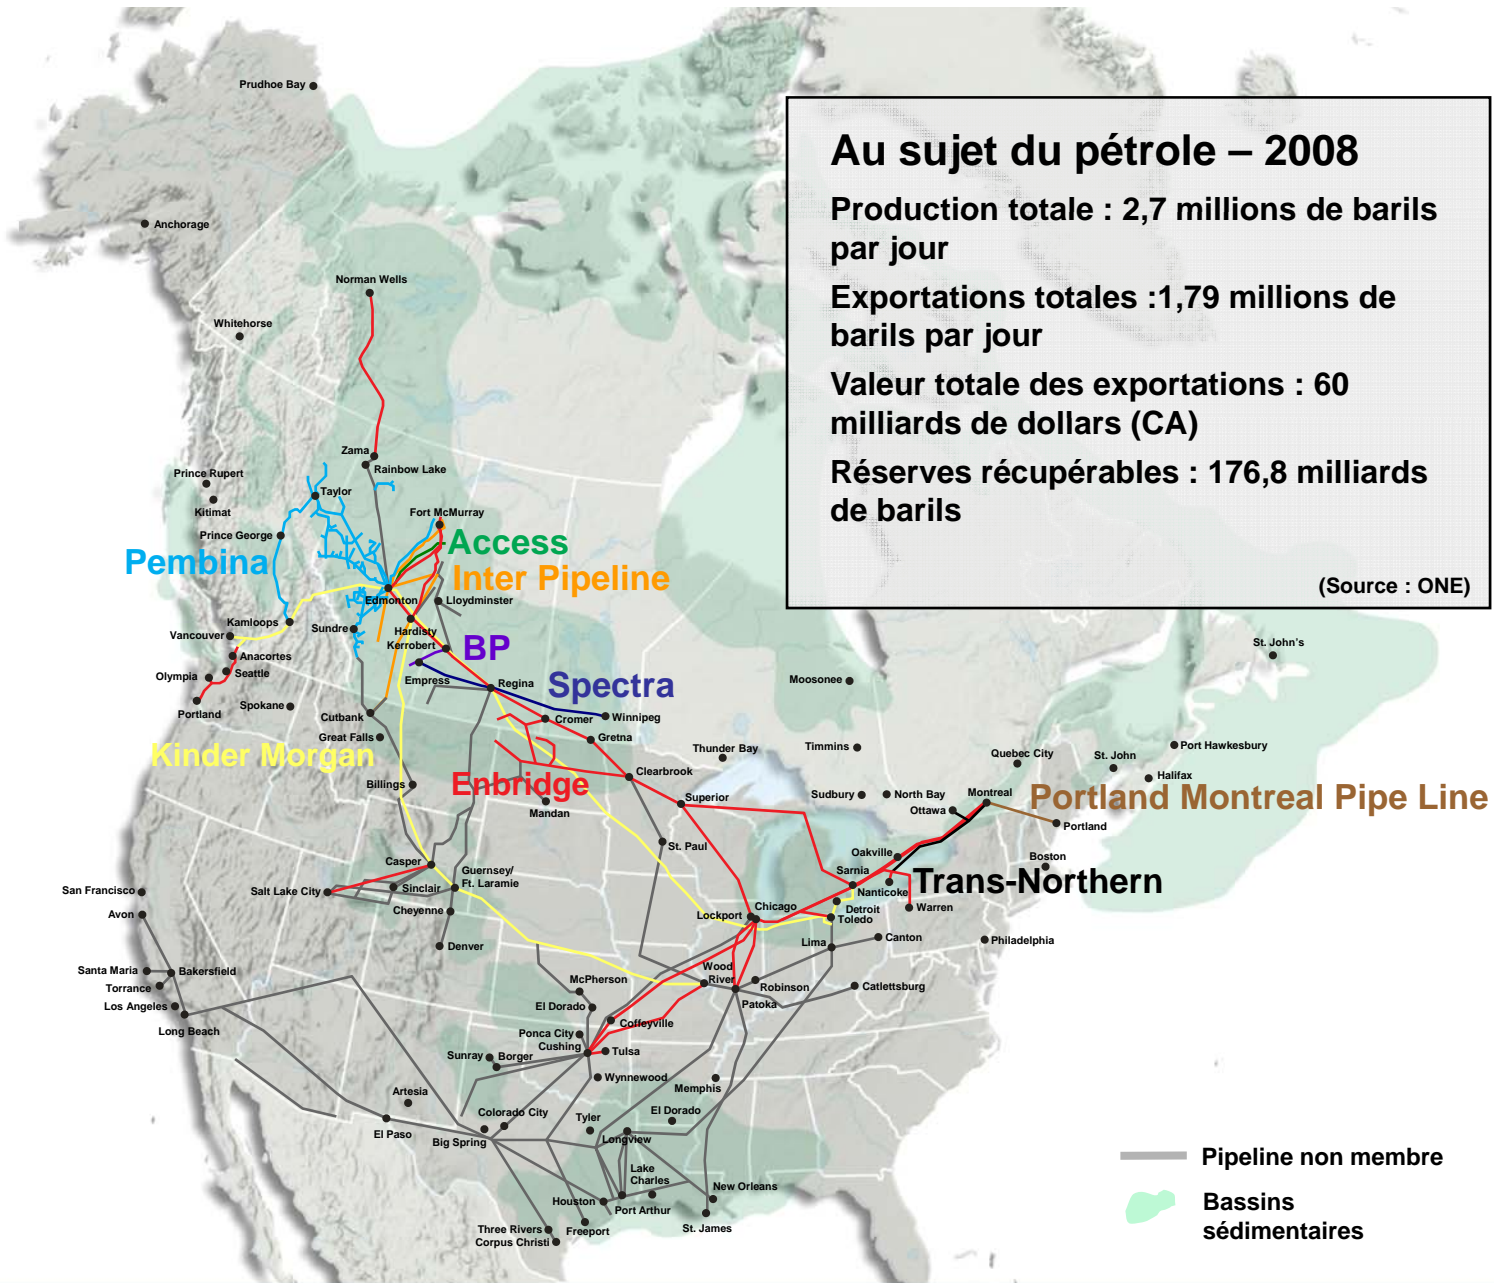 Prudhoe Bay
Anchorage
Norman Wells
Whitehorse
Au sujet du pétrole – 2008
Production totale : 2,7 millions de barils
par jour
Exportations totales :1,79 millions de
barils par jour
Valeur totale des exportations : 60
milliards de dollars (CA)
Réserves récupérables : 176,8 milliards
de barils
(Source : ONE)
Zama
Rainbow Lake
Prince Rupert
Kitimat
Taylor
Fort McMurray
Prince George
Pembina
Access
Inter Pipeline
Edmonton
Lloydminster
Kamloops
Vancouver
Sundre
Hardisty
Kerrobert
BP
Anacortes
Seattle
Olympia
Portland
Spokane
Empress
Regina
Spectra
Cutbank
Great Falls
Cromer
Winnipeg
Gretna
Kinder Morgan
Billings
Enbridge
Clearbrook
Mandan
Superior
St. Paul
Thunder Bay
Moosonee
Timmins
Sudbury
North Bay
Ottawa
Montreal
Quebec City
St. John
St. John's
Port Hawkesbury
Halifax
Portland Montreal Pipe Line
Portland
Boston
Oakville
Sarnia
Nanticoke
Trans-Northern
Warren
Detroit
Toledo
Chicago
Lockport
Lima
Canton
Philadelphia
Casper
Guernsey/
Ft. Laramie
Salt Lake City
Sinclair
Cheyenne
Denver
San Francisco
Avon
Santa Maria
Bakersfield
Torrance
Los Angeles
Long Beach
McPherson
El Dorado
Wood
River
Robinson
Patoka
Catlettsburg
Coffeyville
Ponca City
Cushing
Tulsa
Sunray
Borger
Wynnewood
Memphis
Artesia
El Paso
Colorado City
Big Spring
Tyler
El Dorado
Longview
Lake
Charles
Houston
Port Arthur
New Orleans
St. James
Freeport
Three Rivers
Corpus Christi
Pipeline non membre
Bassins
sédimentaires